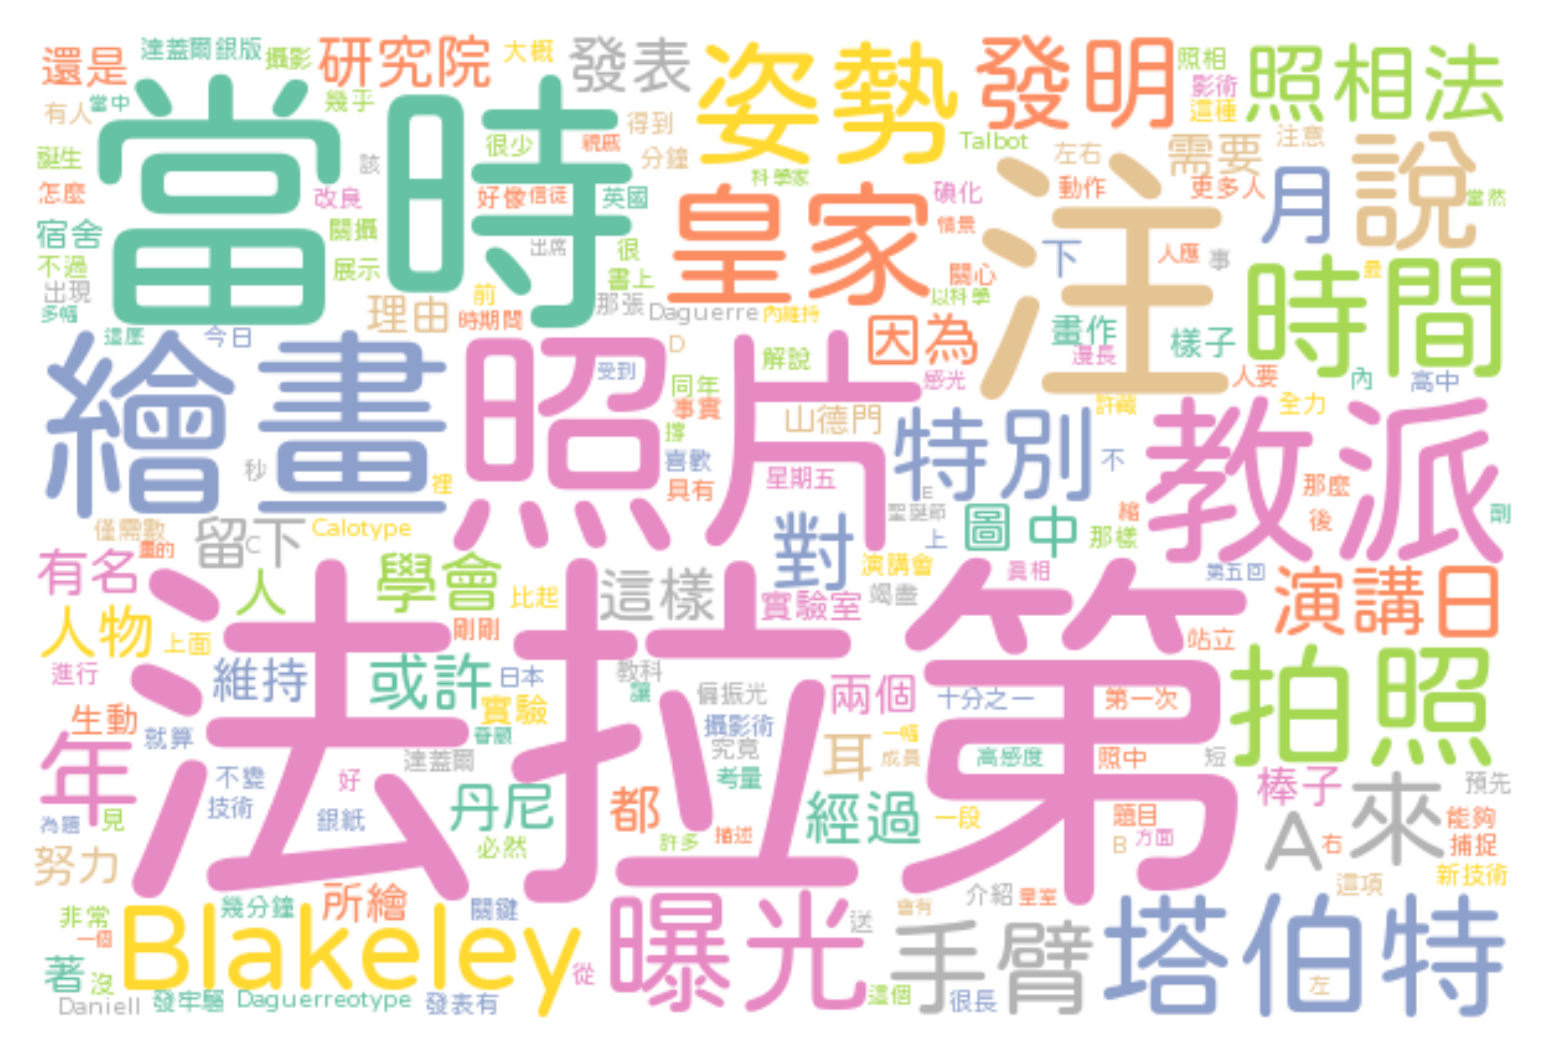 還是
達蓋爾銀版
攝影
研究院
大概
發表
姿勢
發明
照相
影術
這種
照相法
有人
當中
當時
幾乎
很少
得到
親戚
分鐘
科學家
Talbot
左右
需要
注意
說
誕生
怎麼
該
改良
好像
信徒
英國
皇家
碘化
注
動作
更多人
月
當然
宿舍
關攝
出席
很
情景
下
人應
事
不過
展示
書上
關心
時間
最
出現
多幅
理由
前
時期間
那張
Daguerre
內維持
以科學
因為
畫作
漫長
樣子
這麼
今日
繪畫
照片
受到
D
解說
同年
事實
感光
人要
內
高中
許藏
全力
山德門
特別
不
教派
撐
喜歡
具有
星期五
秒
裡
E
聖誕節
那麼
後
縮
剛
僅需數
畫的
留下
C
Calotype
對
上
圖中
那樣
有名
學會
人
比起
這樣
實驗室
演講會
竭盡
真相
第五回
演講日
人物
上面
法拉第
剛剛
站立
進行
維持
或許
日本
教科
讓
偏振光
兩個
十分之一
第一次
拍照
生動
就算
實驗
香顧
攝影術
究竟
考量
耳
一幅
成員
高感度
照中
短
年
不變
技術
好
銀紙
達蓋爾
丹尼
都
經過
一段
題目
B
方面
棒子
A
右
來
預先
能夠
捕捉
為題
見
必然
許多
描述
新技術
努力
這項
非常
一個
幾分鐘
所繪
關鍵
Blakeley
曝光
送
介紹
皇室
會有
手臂
塔伯特
左
著
沒
從
這個
很長
Daniell
發牢騷
Daguerreotype
發表有